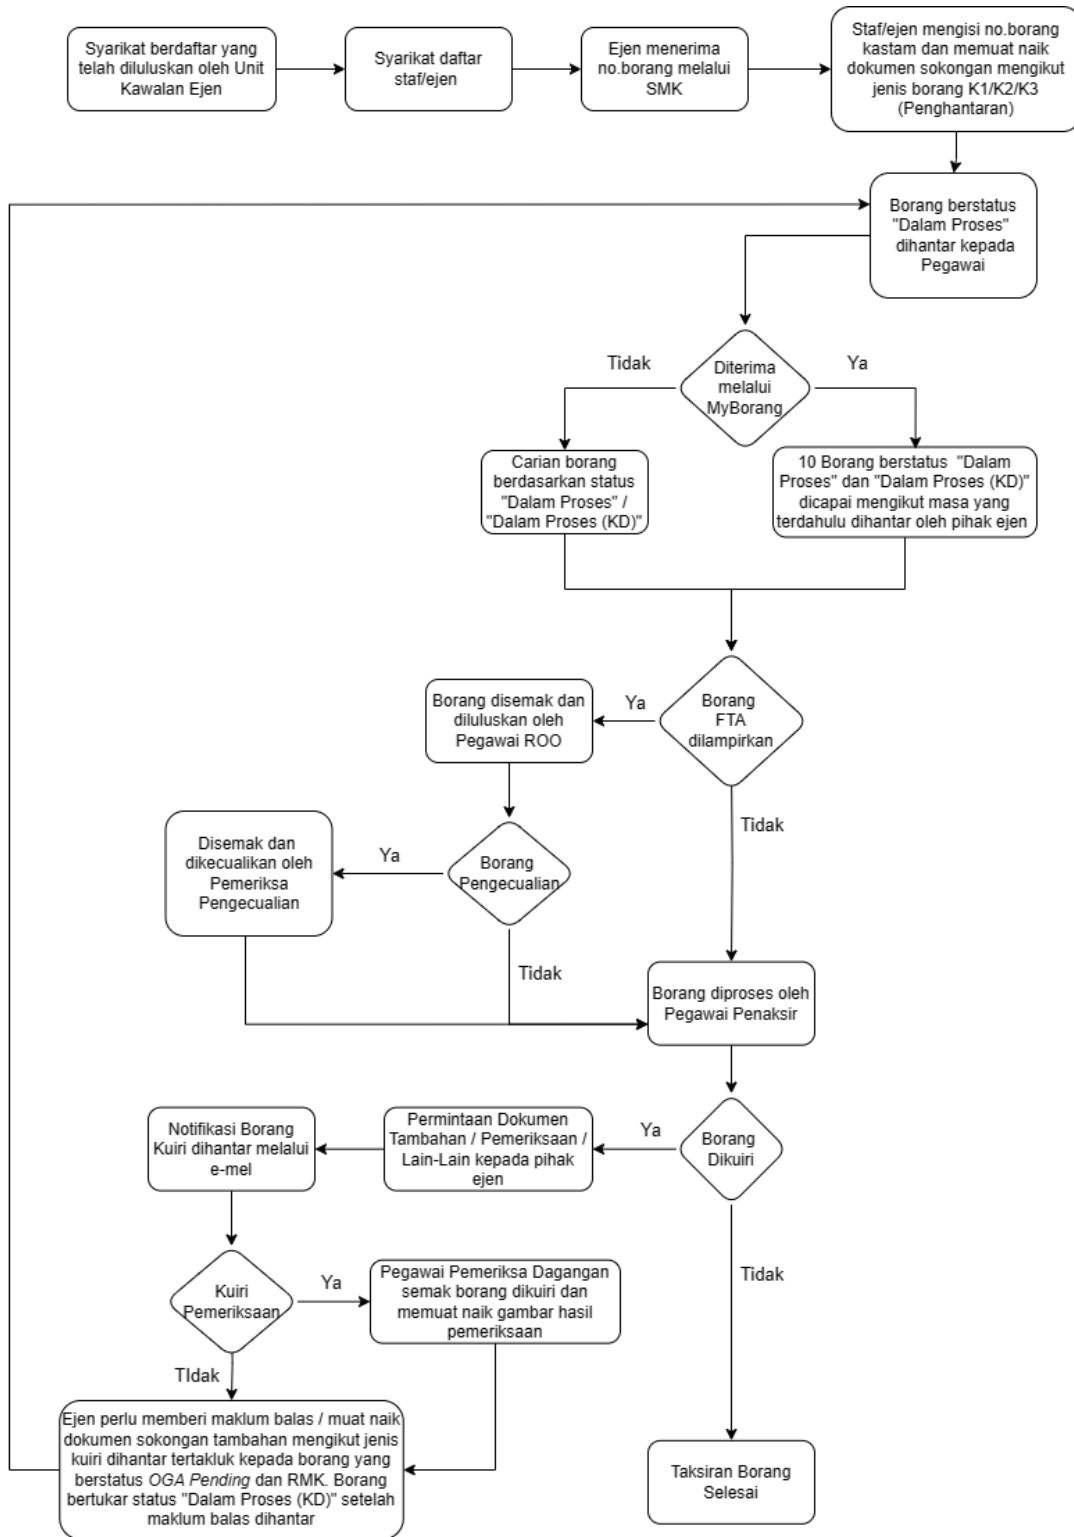 Syarikat berdaftar yang
telah diluluskan oleh Unit
Kawalan Ejen
Syarikat daftar
staf/ejen
Ejen menerima
no.borang melalui
SMK
Staf/ejen mengisi no.borang
kastam dan memuat naik
dokumen sokongan mengikut
jenis borang K1/K2/K3
(Penghantaran)
Borang berstatus
"Dalam Proses"
dihantar kepada
Pegawai
Diterima
melalui
MyBorang
Tidak
Ya
Carian borang
berdasarkan status
"Dalam Proses" /
"Dalam Proses (KD)"
10 Borang berstatus "Dalam
Proses" dan "Dalam Proses (KD)"
dicapai mengikut masa yang
terdahulu dihantar oleh pihak ejen
Borang
FTA
dilampirkan
Ya
Tidak
Borang disemak dan
diluluskan oleh
Pegawai ROO
Borang
Pengecualian
Ya
Tidak
Disemak dan
dikecualikan oleh
Pemeriksa
Pengecualian
Borang diproses oleh
Pegawai Penaksir
Borang
Dikuiri
Ya
Tidak
Permintaan Dokumen
Tambahan / Pemeriksaan /
Lain-Lain kepada pihak
ejen
Notifikasi Borang
Kuiri dihantar melalui
e-mel
Kuiri
Pemeriksaan
Ya
TIdak
Pegawai Pemeriksa Dagangan
semak borang dikuiri dan
memuat naik gambar hasil
pemeriksaan
Ejen perlu memberi maklum balas / muat naik
dokumen sokongan tambahan mengikut jenis
kuiri dihantar tertakluk kepada borang yang
berstatus OGA Pending dan RMK. Borang
bertukar status "Dalam Proses (KD)" setelah
maklum balas dihantar
Taksiran Borang
Selesai